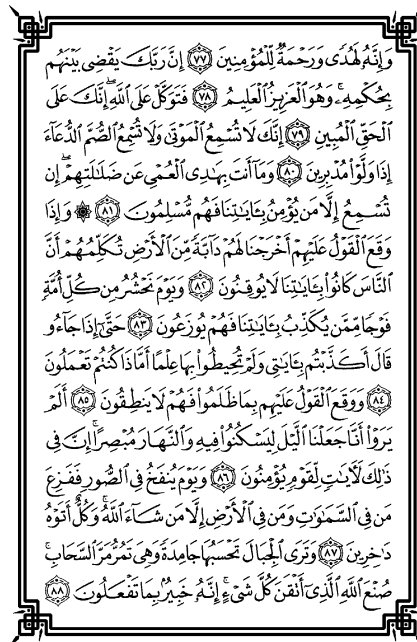 وَإِنَّهُۥ لَهُدًى وَرَحْمَةٌ لِّلْمُؤْمِنِينَ ٧٧ إِنَّ رَبَّكَ يَقْضِى بَيْنَهُم
بِحُكْمِهِۦ ۚ وَهُوَ ٱلْعَزِيزُ ٱلْعَلِيمُ ٧٨ فَتَوَكَّلْ عَلَى ٱللَّهِ ۖ إِنَّكَ عَلَى
ٱلْحَقِّ ٱلْمُبِينِ ٧٩ إِنَّكَ لَا تُسْمِعُ ٱلْمَوْتَىٰ وَلَا تُسْمِعُ ٱلصُّمَّ ٱلدُّعَآءَ
إِذَا وَلَّوْا۟ مُدْبِرِينَ ٨٠ وَمَآ أَنتَ بِهَٰدِى ٱلْعُمْىِ عَن ضَلَٰلَتِهِمْ ۖ إِن
تُسْمِعُ إِلَّا مَن يُؤْمِنُ بِـَٔايَٰتِنَا فَهُم مُّسْلِمُونَ ٨١ ۞ وَإِذَا
وَقَعَ ٱلْقَوْلُ عَلَيْهِمْ أَخْرَجْنَا لَهُمْ دَآبَّةً مِّنَ ٱلْأَرْضِ تُكَلِّمُهُمْ أَنَّ
ٱلنَّاسَ كَانُوا۟ بِـَٔايَٰتِنَا لَا يُوقِنُونَ ٨٢ وَيَوْمَ نَحْشُرُ مِن كُلِّ أُمَّةٍ
فَوْجًا مِّمَّن يُكَذِّبُ بِـَٔايَٰتِنَا فَهُمْ يُوزَعُونَ ٨٣ حَتَّىٰٓ إِذَا جَآءُو
قَالَ أَكَذَّبْتُم بِـَٔايَٰتِى وَلَمْ تُحِيطُوا۟ بِهَا عِلْمًا أَمَّاذَا كُنتُمْ تَعْمَلُونَ
٨٤ وَوَقَعَ ٱلْقَوْلُ عَلَيْهِم بِمَا ظَلَمُوا۟ فَهُمْ لَا يَنطِقُونَ ٨٥ أَلَمْ
يَرَوْا۟ أَنَّا جَعَلْنَا ٱلَّيْلَ لِيَسْكُنُوا۟ فِيهِ وَٱلنَّهَارَ مُبْصِرًا ۚ إِنَّ فِى
ذَٰلِكَ لَـَٔايَٰتٍ لِّقَوْمٍ يُؤْمِنُونَ ٨٦ وَيَوْمَ يُنفَخُ فِى ٱلصُّورِ فَفَزِعَ
مَن فِى ٱلسَّمَٰوَٰتِ وَمَن فِى ٱلْأَرْضِ إِلَّا مَن شَآءَ ٱللَّهُ ۚ وَكُلٌّ أَتَوْهُ
دَٰخِرِينَ ٨٧ وَتَرَى ٱلْجِبَالَ تَحْسَبُهَا جَامِدَةً وَهِىَ تَمُرُّ مَرَّ ٱلسَّحَابِ ۚ
صُنْعَ ٱللَّهِ ٱلَّذِىٓ أَتْقَنَ كُلَّ شَىْءٍ ۚ إِنَّهُۥ خَبِيرٌۢ بِمَا تَفْعَلُونَ ٨٨